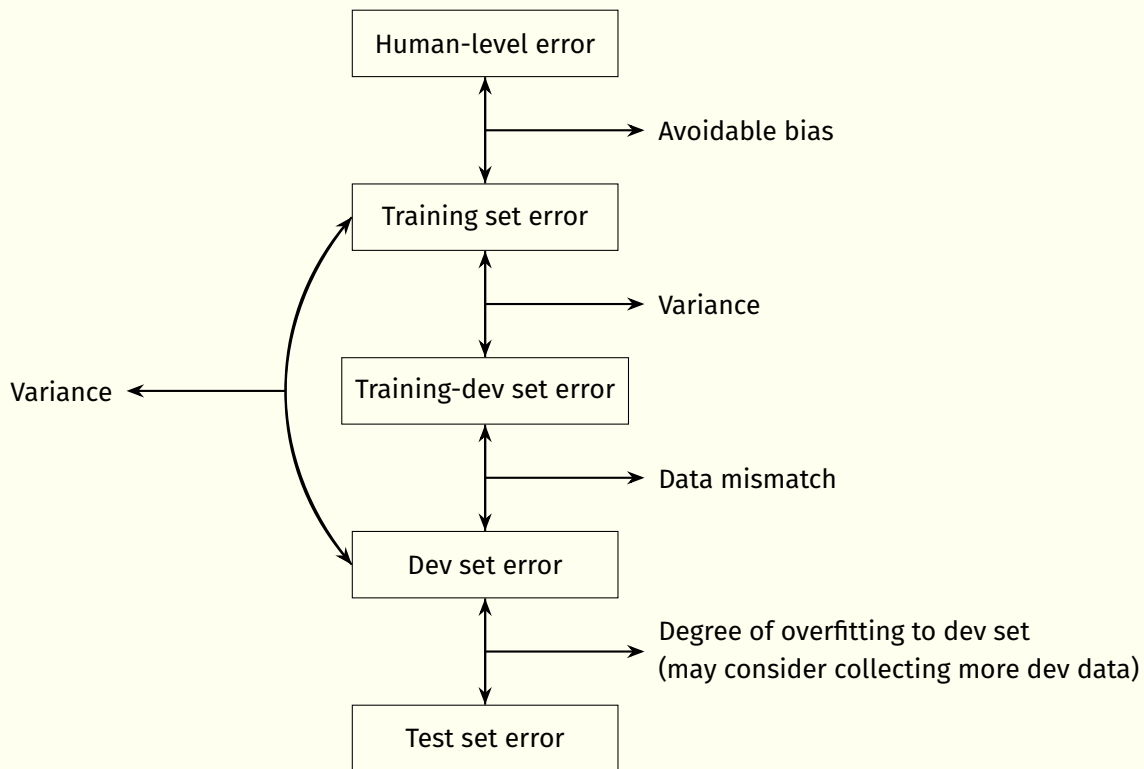 Human-level error
Avoidable bias
Training set error
Variance
Training-dev set error
Variance
Data mismatch
Dev set error
Degree of overfitting to dev set
(may consider collecting more dev data)
Test set error